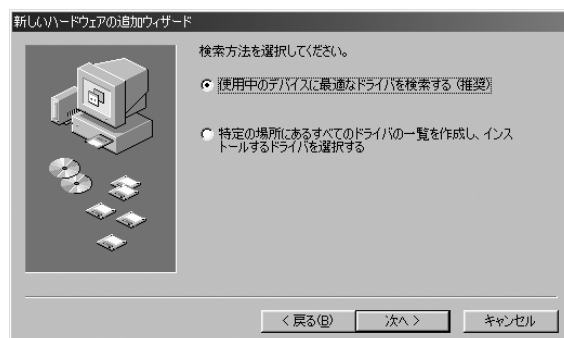 新しいハードウェアの追加ウィザード
検索方法を選択してください。
使用中のデバイスに最適なドライバを検索する (推奨)
特定の場所にあるすべてのドライバの一覧を作成し、インス
トールするドライバを選択する
< 戻る(B)
次へ >
キャンセル